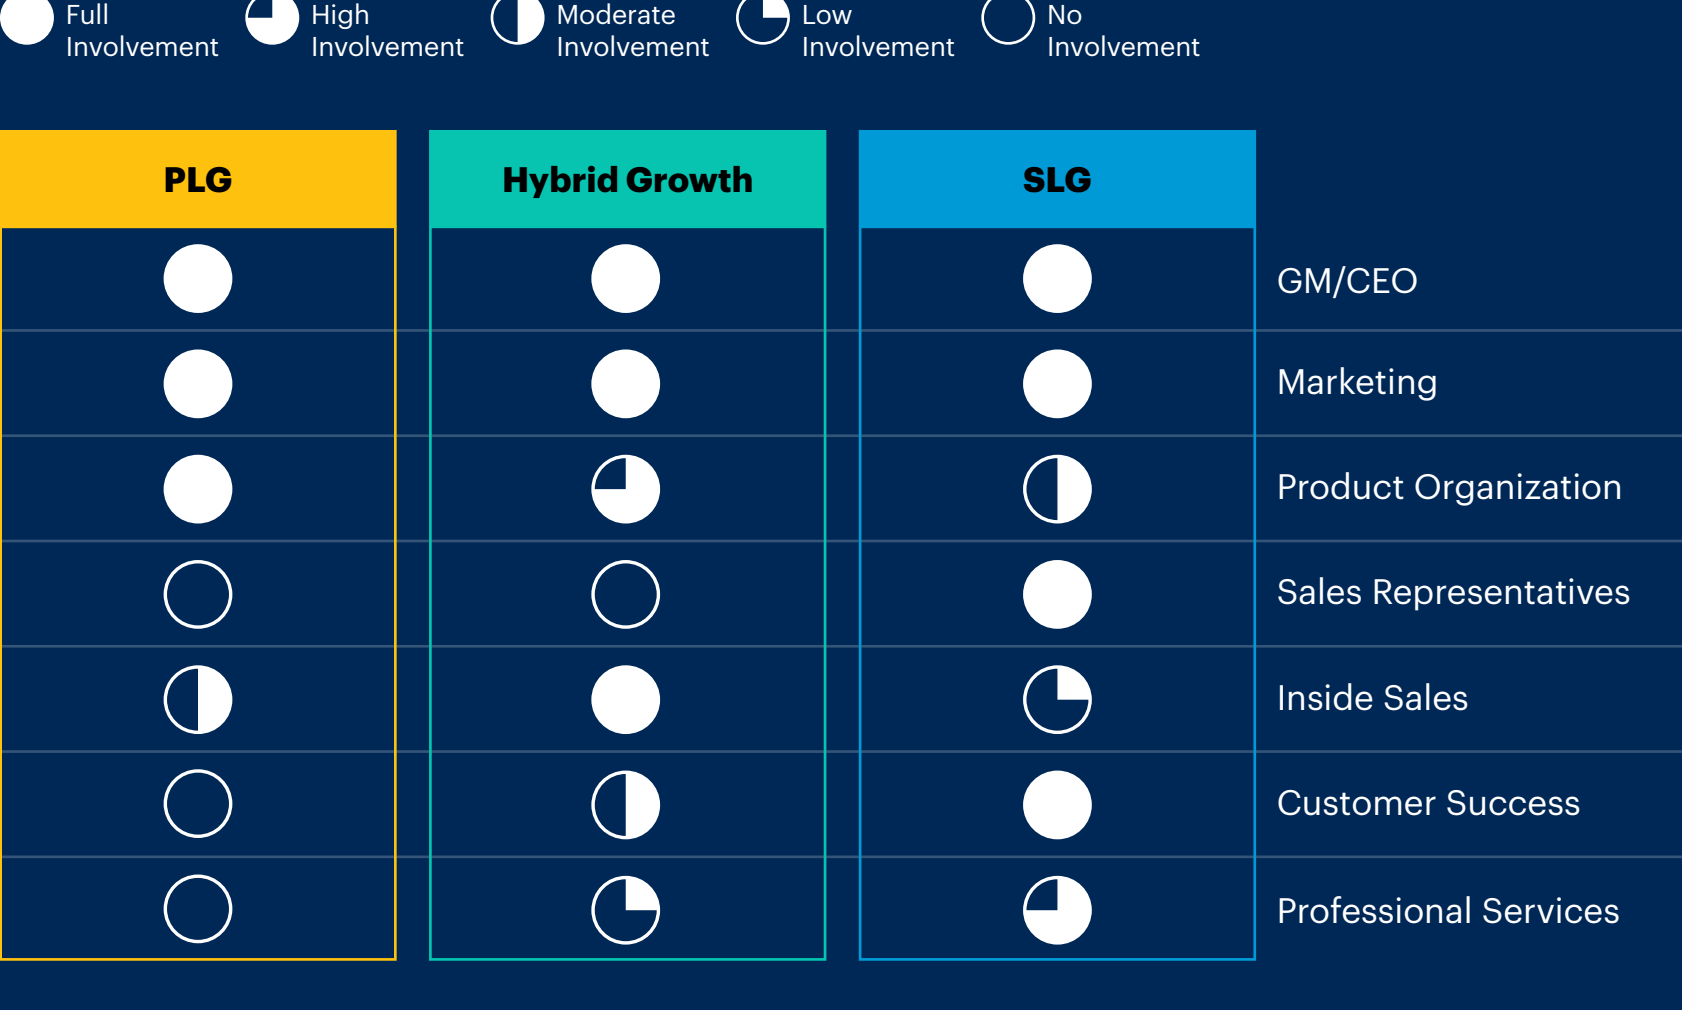 Full
Involvement
High
Involvement
Moderate
Involvement
Low
Involvement
No
Involvement
PLG
Hybrid Growth
SLG
GM/CEO
Marketing
Product Organization
Sales Representatives
Inside Sales
Customer Success
Professional Services